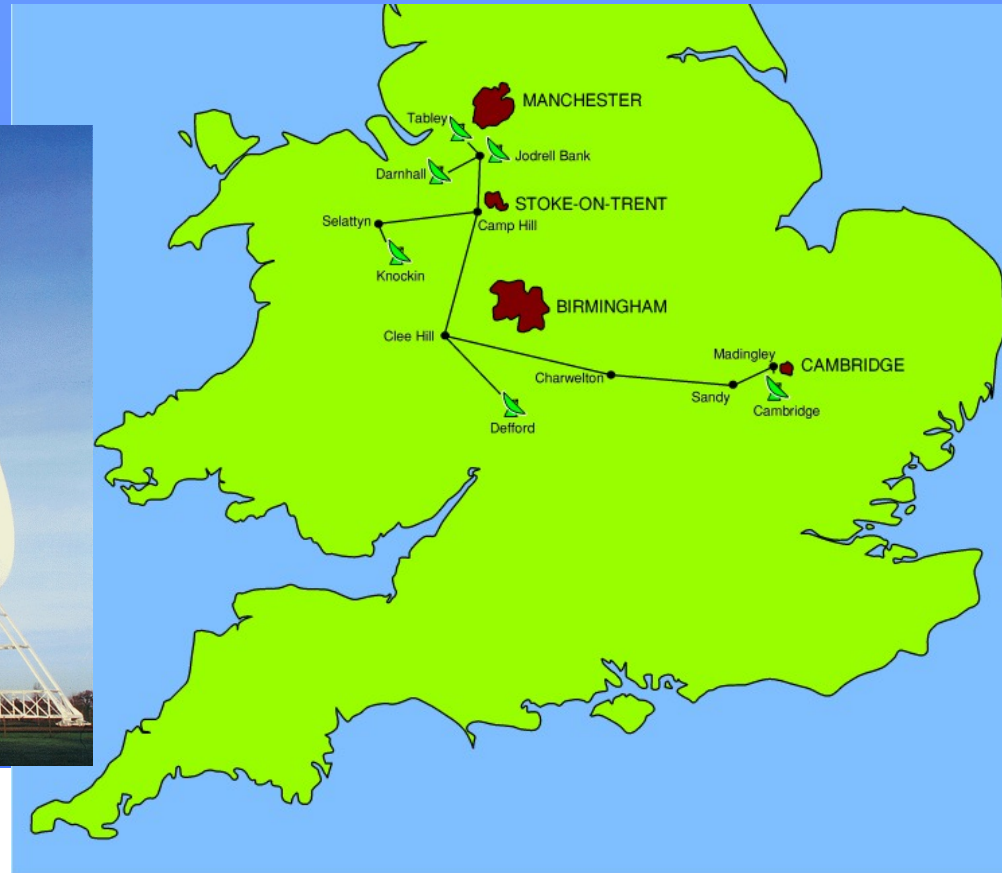 MANCHESTER
Tabley
Jodrell Bank
Darnhall
STOKE-ON-TRENT
Selattyn
Camp Hill
Knockin
BIRMINGHAM
Clee Hill
Madingley
CAMBRIDGE
Charwelton
Sandy
Cambridge
Defford